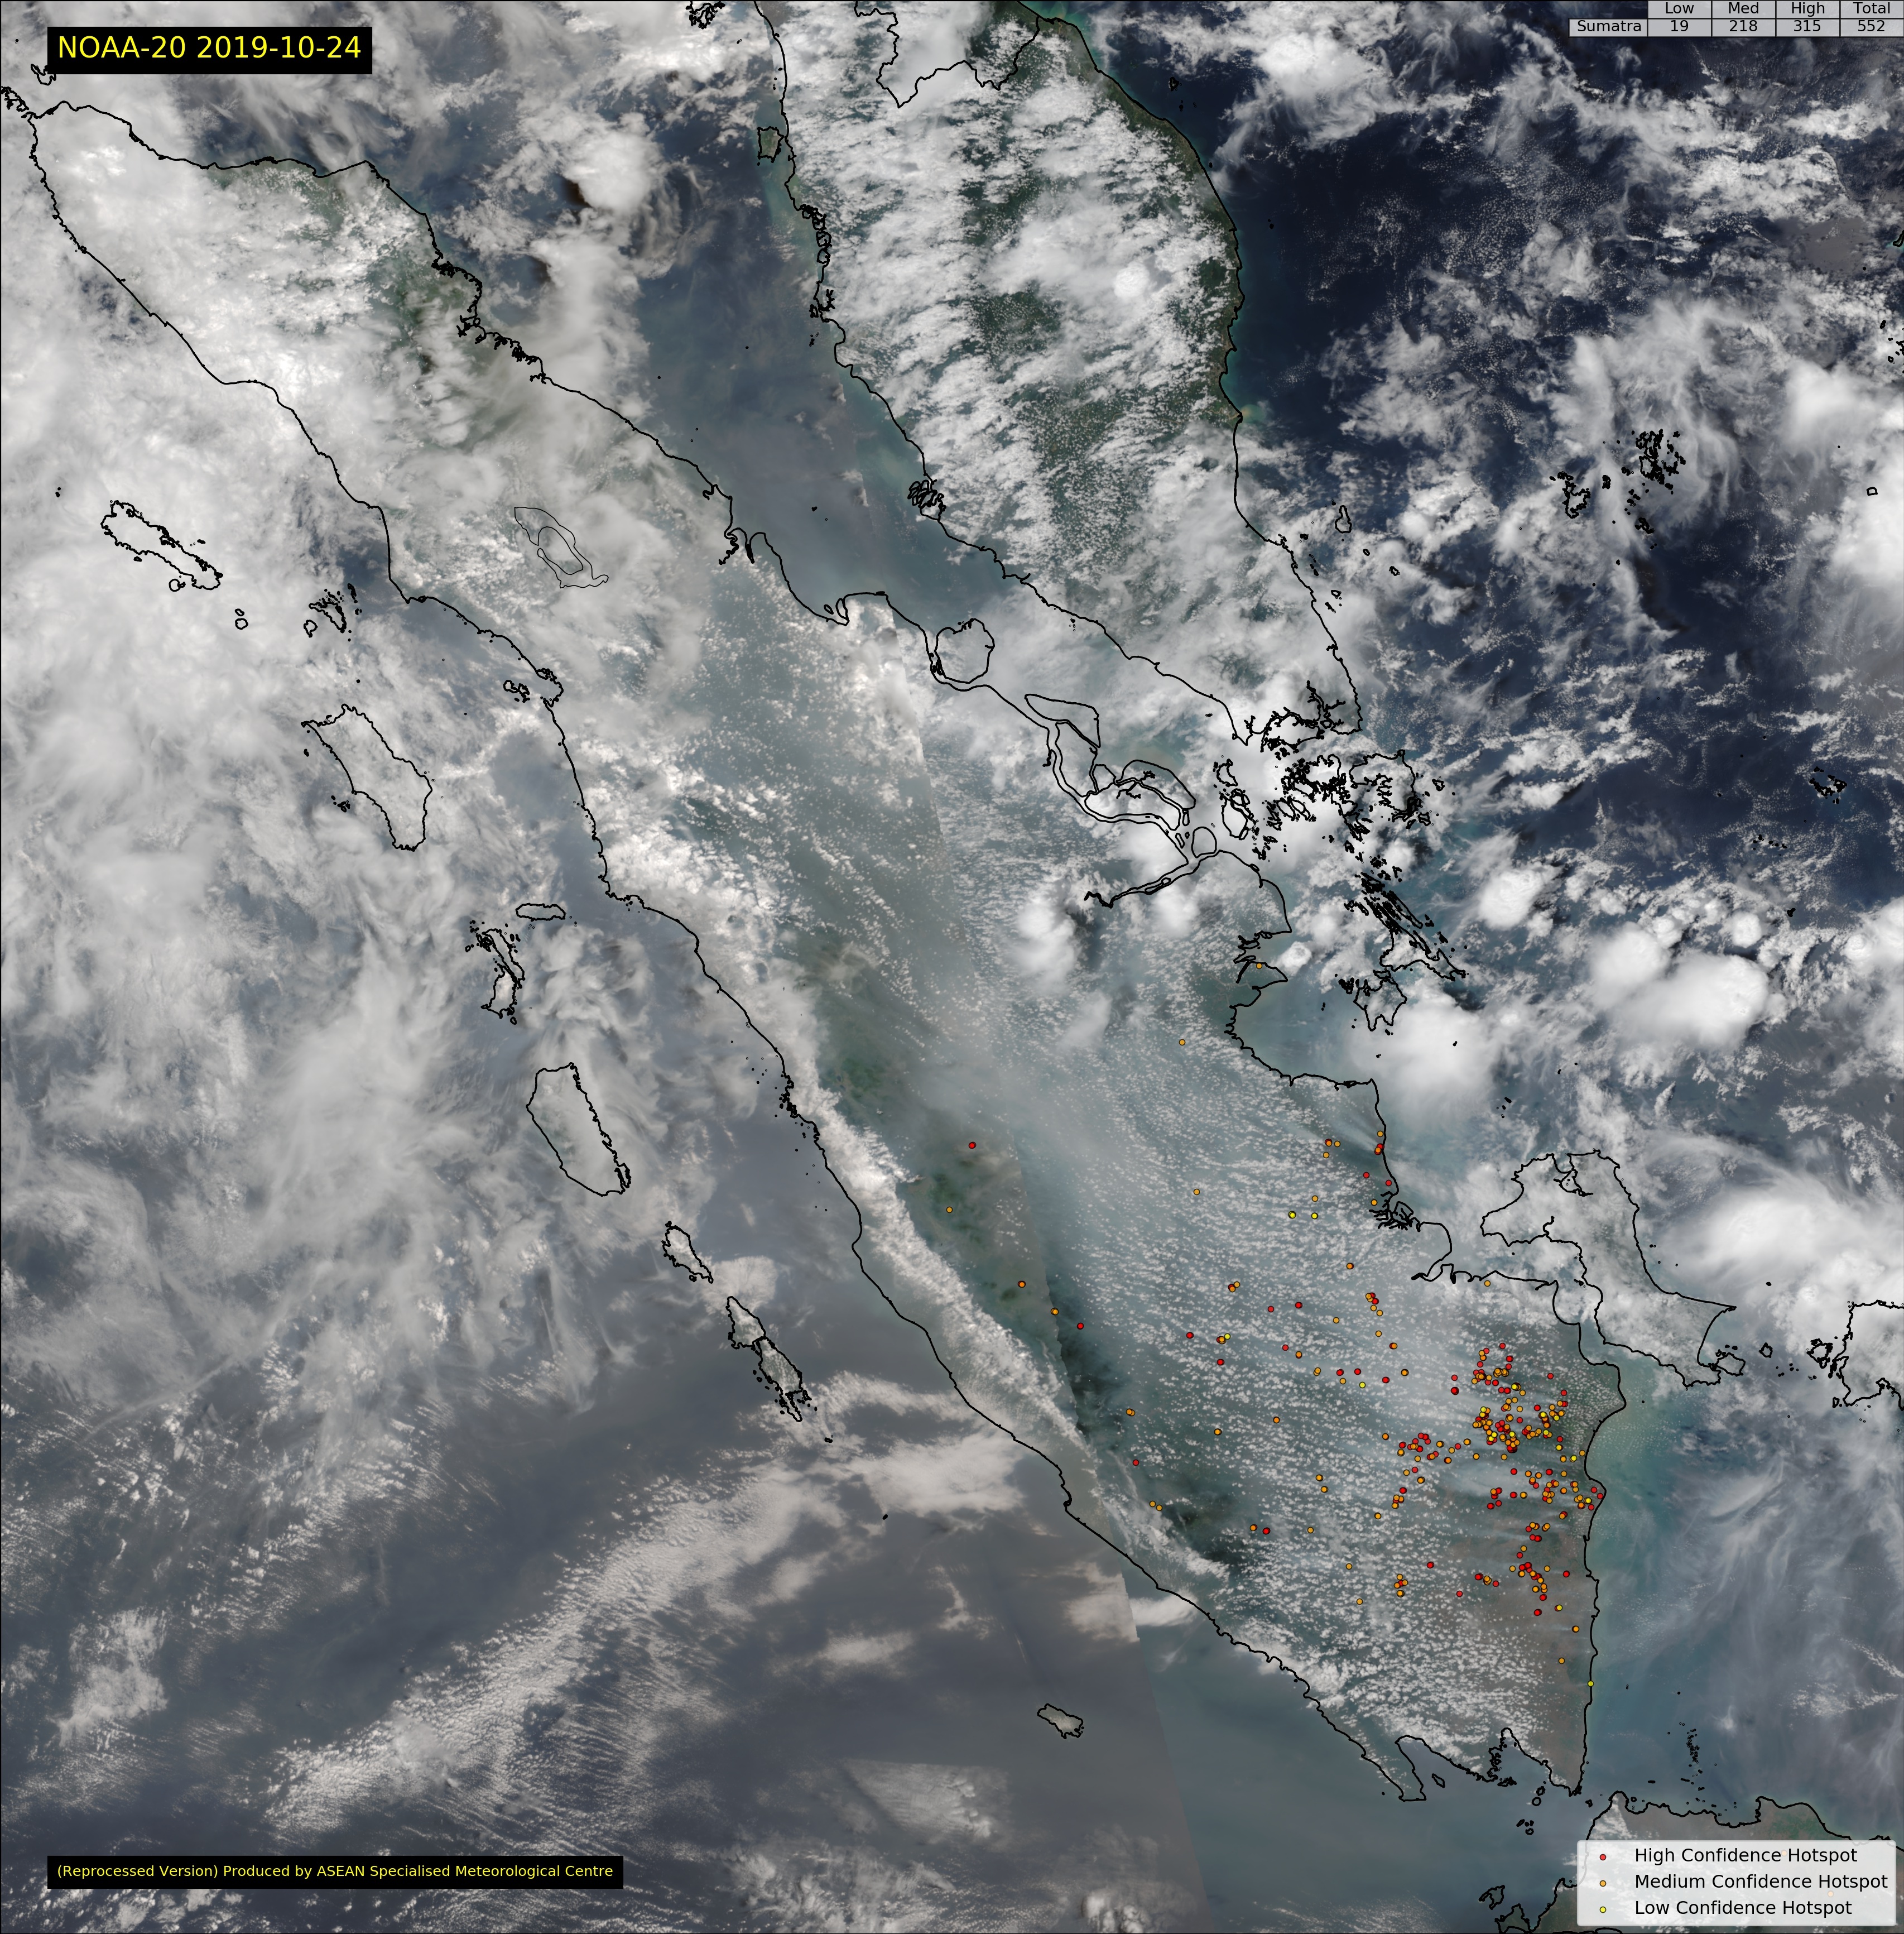 NOAA-20 2019-10-24
Low Med High Total
Sumatra 19 218 315 552
(Reprocessed Version) Produced by ASEAN Specialised Meteorological Centre
High Confidence Hotspot
Medium Confidence Hotspot
Low Confidence Hotspot